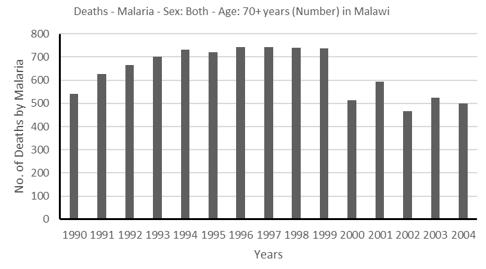 Deaths - Malaria - Sex: Both - Age: 70+ years (Number) in Malawi
800
700
600
500
400
300
200
100
0
No. of Deaths by Malaria
1990 1991 1992 1993 1994 1995 1996 1997 1998 1999 2000 2001 2002 2003 2004
Years